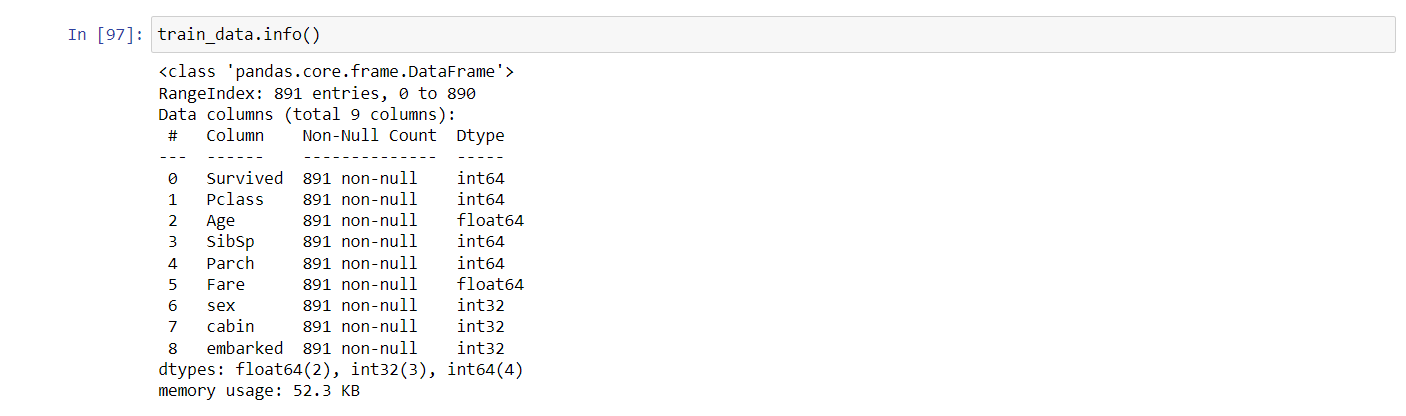 In [97]: train_data.info()
<class 'pandas.core.frame.DataFrame'>
RangeIndex: 891 entries, 0 to 890
Data columns (total 9 columns):
 #   Column    Non-Null Count  Dtype
---  ------    --------------  -----
 0   Survived  891 non-null    int64
 1   Pclass    891 non-null    int64
 2   Age       891 non-null    float64
 3   SibSp     891 non-null    int64
 4   Parch     891 non-null    int64
 5   Fare      891 non-null    float64
 6   sex       891 non-null    int32
 7   cabin     891 non-null    int32
 8   embarked  891 non-null    int32
dtypes: float64(2), int32(3), int64(4)
memory usage: 52.3 KB